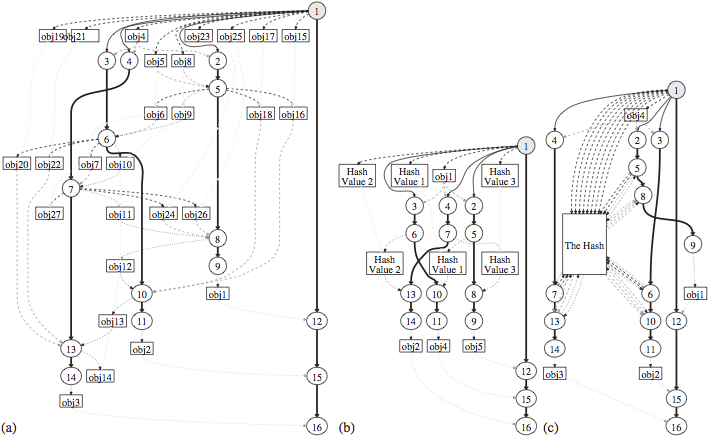 1
obj19 obj21 obj4 obj23 obj25 obj17 obj15
3 4 obj5 obj8 2
5
obj6 obj9 obj18 obj16
6
obj20 obj22 obj7 obj10
7
obj27 obj11 obj24 obj26
8
obj12 9
10 obj1
obj13 11 12
13 obj2
14 obj14 15
obj3
16
(a)
1
Hash
Value 2
Hash
Value 1
obj1
Hash
Value 3
3 4 2
6 7 5
Hash
Value 2
Hash
Value 1
Hash
Value 3
13 10 8
14 11 9
obj2 obj4 obj5
12
15
16
(b)
1
obj4
4 2 3
5
8
The Hash
9
7 6 obj1
13 10 12
14 11
obj3 obj2
15
16
(c)